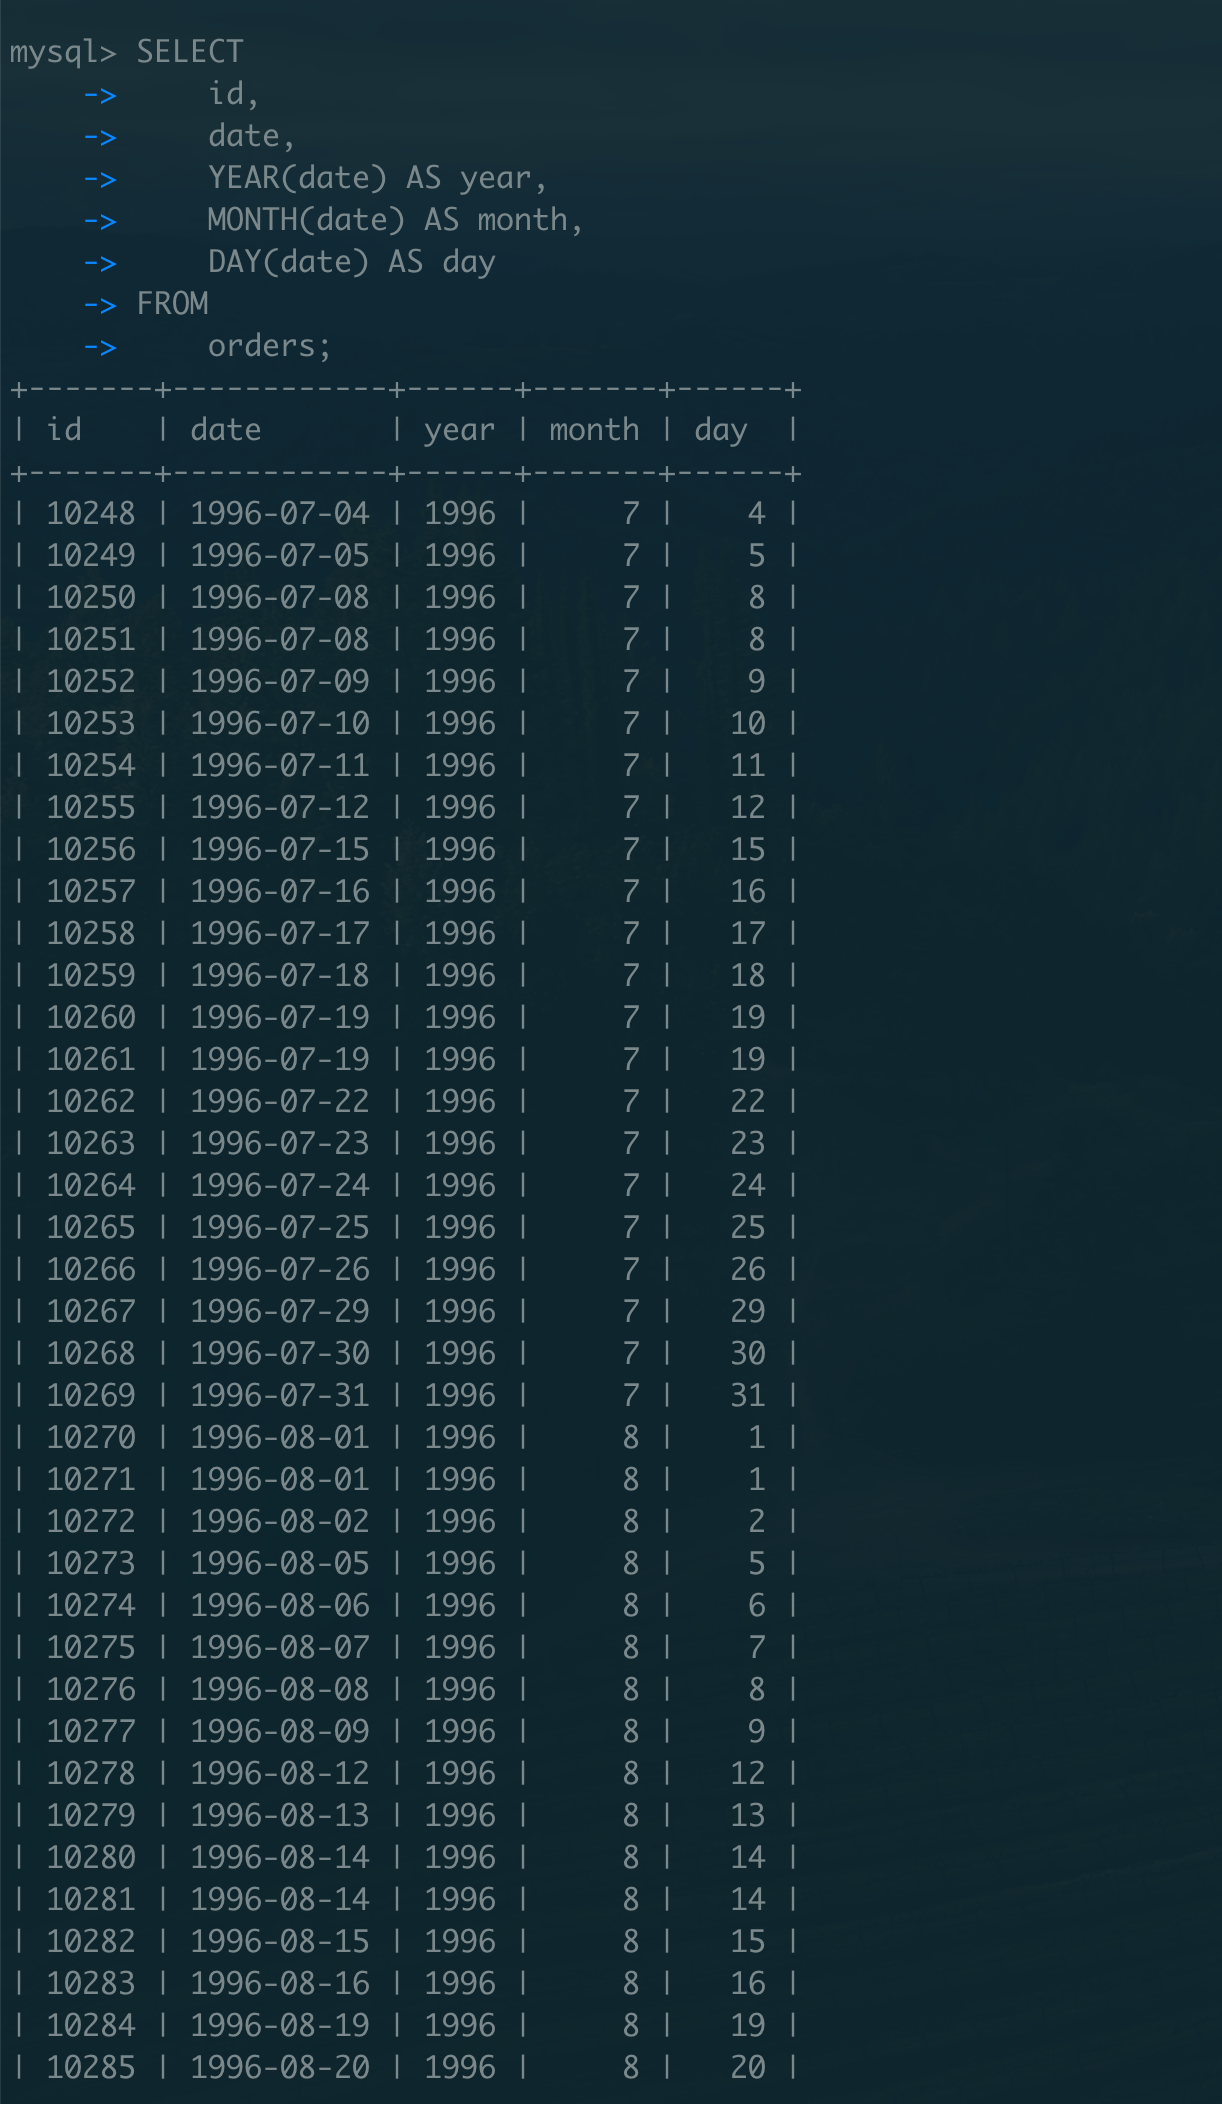 mysql> SELECT
    ->     id,
    ->     date,
    ->     YEAR(date) AS year,
    ->     MONTH(date) AS month,
    ->     DAY(date) AS day
    -> FROM
    ->     orders;
+-------+------------+------+-------+------+
| id    | date       | year | month | day  |
+-------+------------+------+-------+------+
| 10248 | 1996-07-04 | 1996 |     7 |    4 |
| 10249 | 1996-07-05 | 1996 |     7 |    5 |
| 10250 | 1996-07-08 | 1996 |     7 |    8 |
| 10251 | 1996-07-08 | 1996 |     7 |    8 |
| 10252 | 1996-07-09 | 1996 |     7 |    9 |
| 10253 | 1996-07-10 | 1996 |     7 |   10 |
| 10254 | 1996-07-11 | 1996 |     7 |   11 |
| 10255 | 1996-07-12 | 1996 |     7 |   12 |
| 10256 | 1996-07-15 | 1996 |     7 |   15 |
| 10257 | 1996-07-16 | 1996 |     7 |   16 |
| 10258 | 1996-07-17 | 1996 |     7 |   17 |
| 10259 | 1996-07-18 | 1996 |     7 |   18 |
| 10260 | 1996-07-19 | 1996 |     7 |   19 |
| 10261 | 1996-07-19 | 1996 |     7 |   19 |
| 10262 | 1996-07-22 | 1996 |     7 |   22 |
| 10263 | 1996-07-23 | 1996 |     7 |   23 |
| 10264 | 1996-07-24 | 1996 |     7 |   24 |
| 10265 | 1996-07-25 | 1996 |     7 |   25 |
| 10266 | 1996-07-26 | 1996 |     7 |   26 |
| 10267 | 1996-07-29 | 1996 |     7 |   29 |
| 10268 | 1996-07-30 | 1996 |     7 |   30 |
| 10269 | 1996-07-31 | 1996 |     7 |   31 |
| 10270 | 1996-08-01 | 1996 |     8 |    1 |
| 10271 | 1996-08-01 | 1996 |     8 |    1 |
| 10272 | 1996-08-02 | 1996 |     8 |    2 |
| 10273 | 1996-08-05 | 1996 |     8 |    5 |
| 10274 | 1996-08-06 | 1996 |     8 |    6 |
| 10275 | 1996-08-07 | 1996 |     8 |    7 |
| 10276 | 1996-08-08 | 1996 |     8 |    8 |
| 10277 | 1996-08-09 | 1996 |     8 |    9 |
| 10278 | 1996-08-12 | 1996 |     8 |   12 |
| 10279 | 1996-08-13 | 1996 |     8 |   13 |
| 10280 | 1996-08-14 | 1996 |     8 |   14 |
| 10281 | 1996-08-14 | 1996 |     8 |   14 |
| 10282 | 1996-08-15 | 1996 |     8 |   15 |
| 10283 | 1996-08-16 | 1996 |     8 |   16 |
| 10284 | 1996-08-19 | 1996 |     8 |   19 |
| 10285 | 1996-08-20 | 1996 |     8 |   20 |